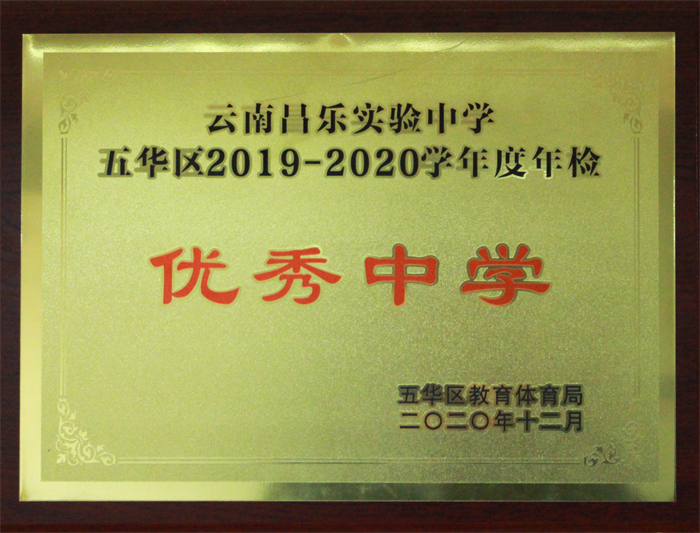 云南昌乐实验中学
五华区2019-2020学年度年检
优秀中学
五华区教育体育局
二〇二〇年十二月